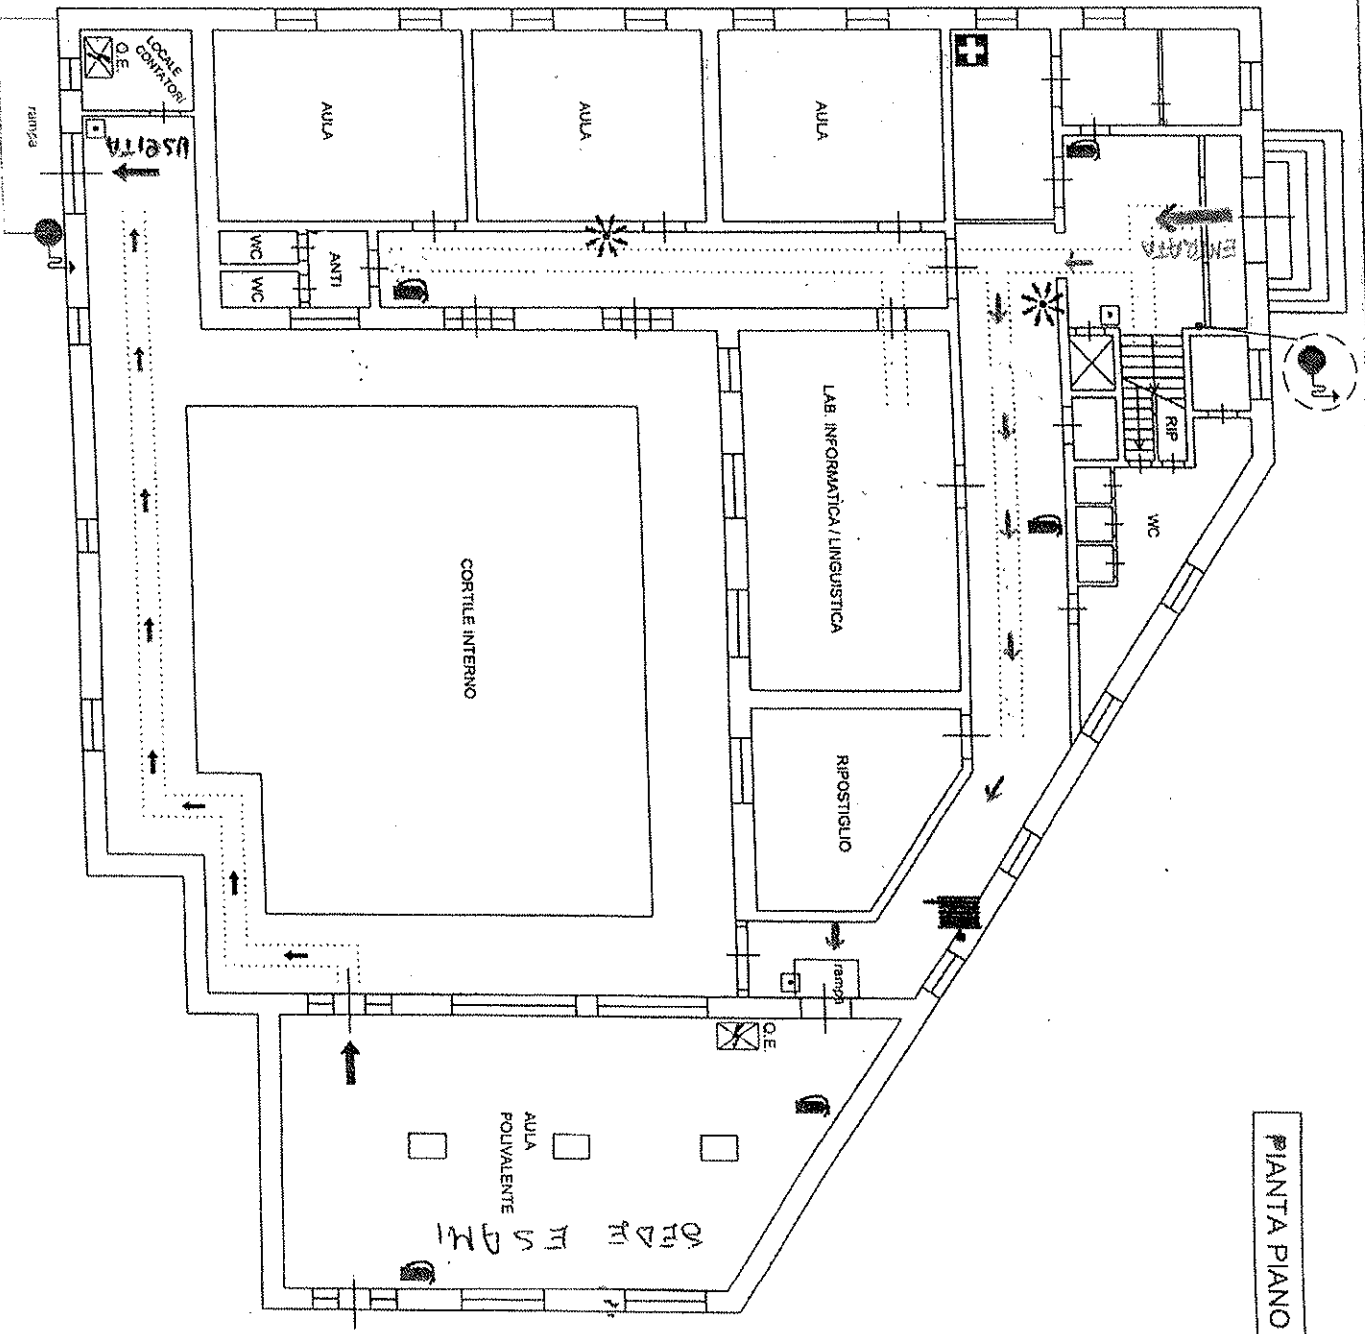 LOCALE
CONTATORI
Q.E.
rampa
USCITA
AULA
AULA
AULA
WC
WC
ANTI
ENTRATA
RIP
WC
LAB. INFORMATICA / LINGUISTICA
CORTILE INTERNO
RIPOSTIGLIO
rampa
Q.E.
AULA
POLIVALENTE
SEDE ESAMI
PIANTA PIANO